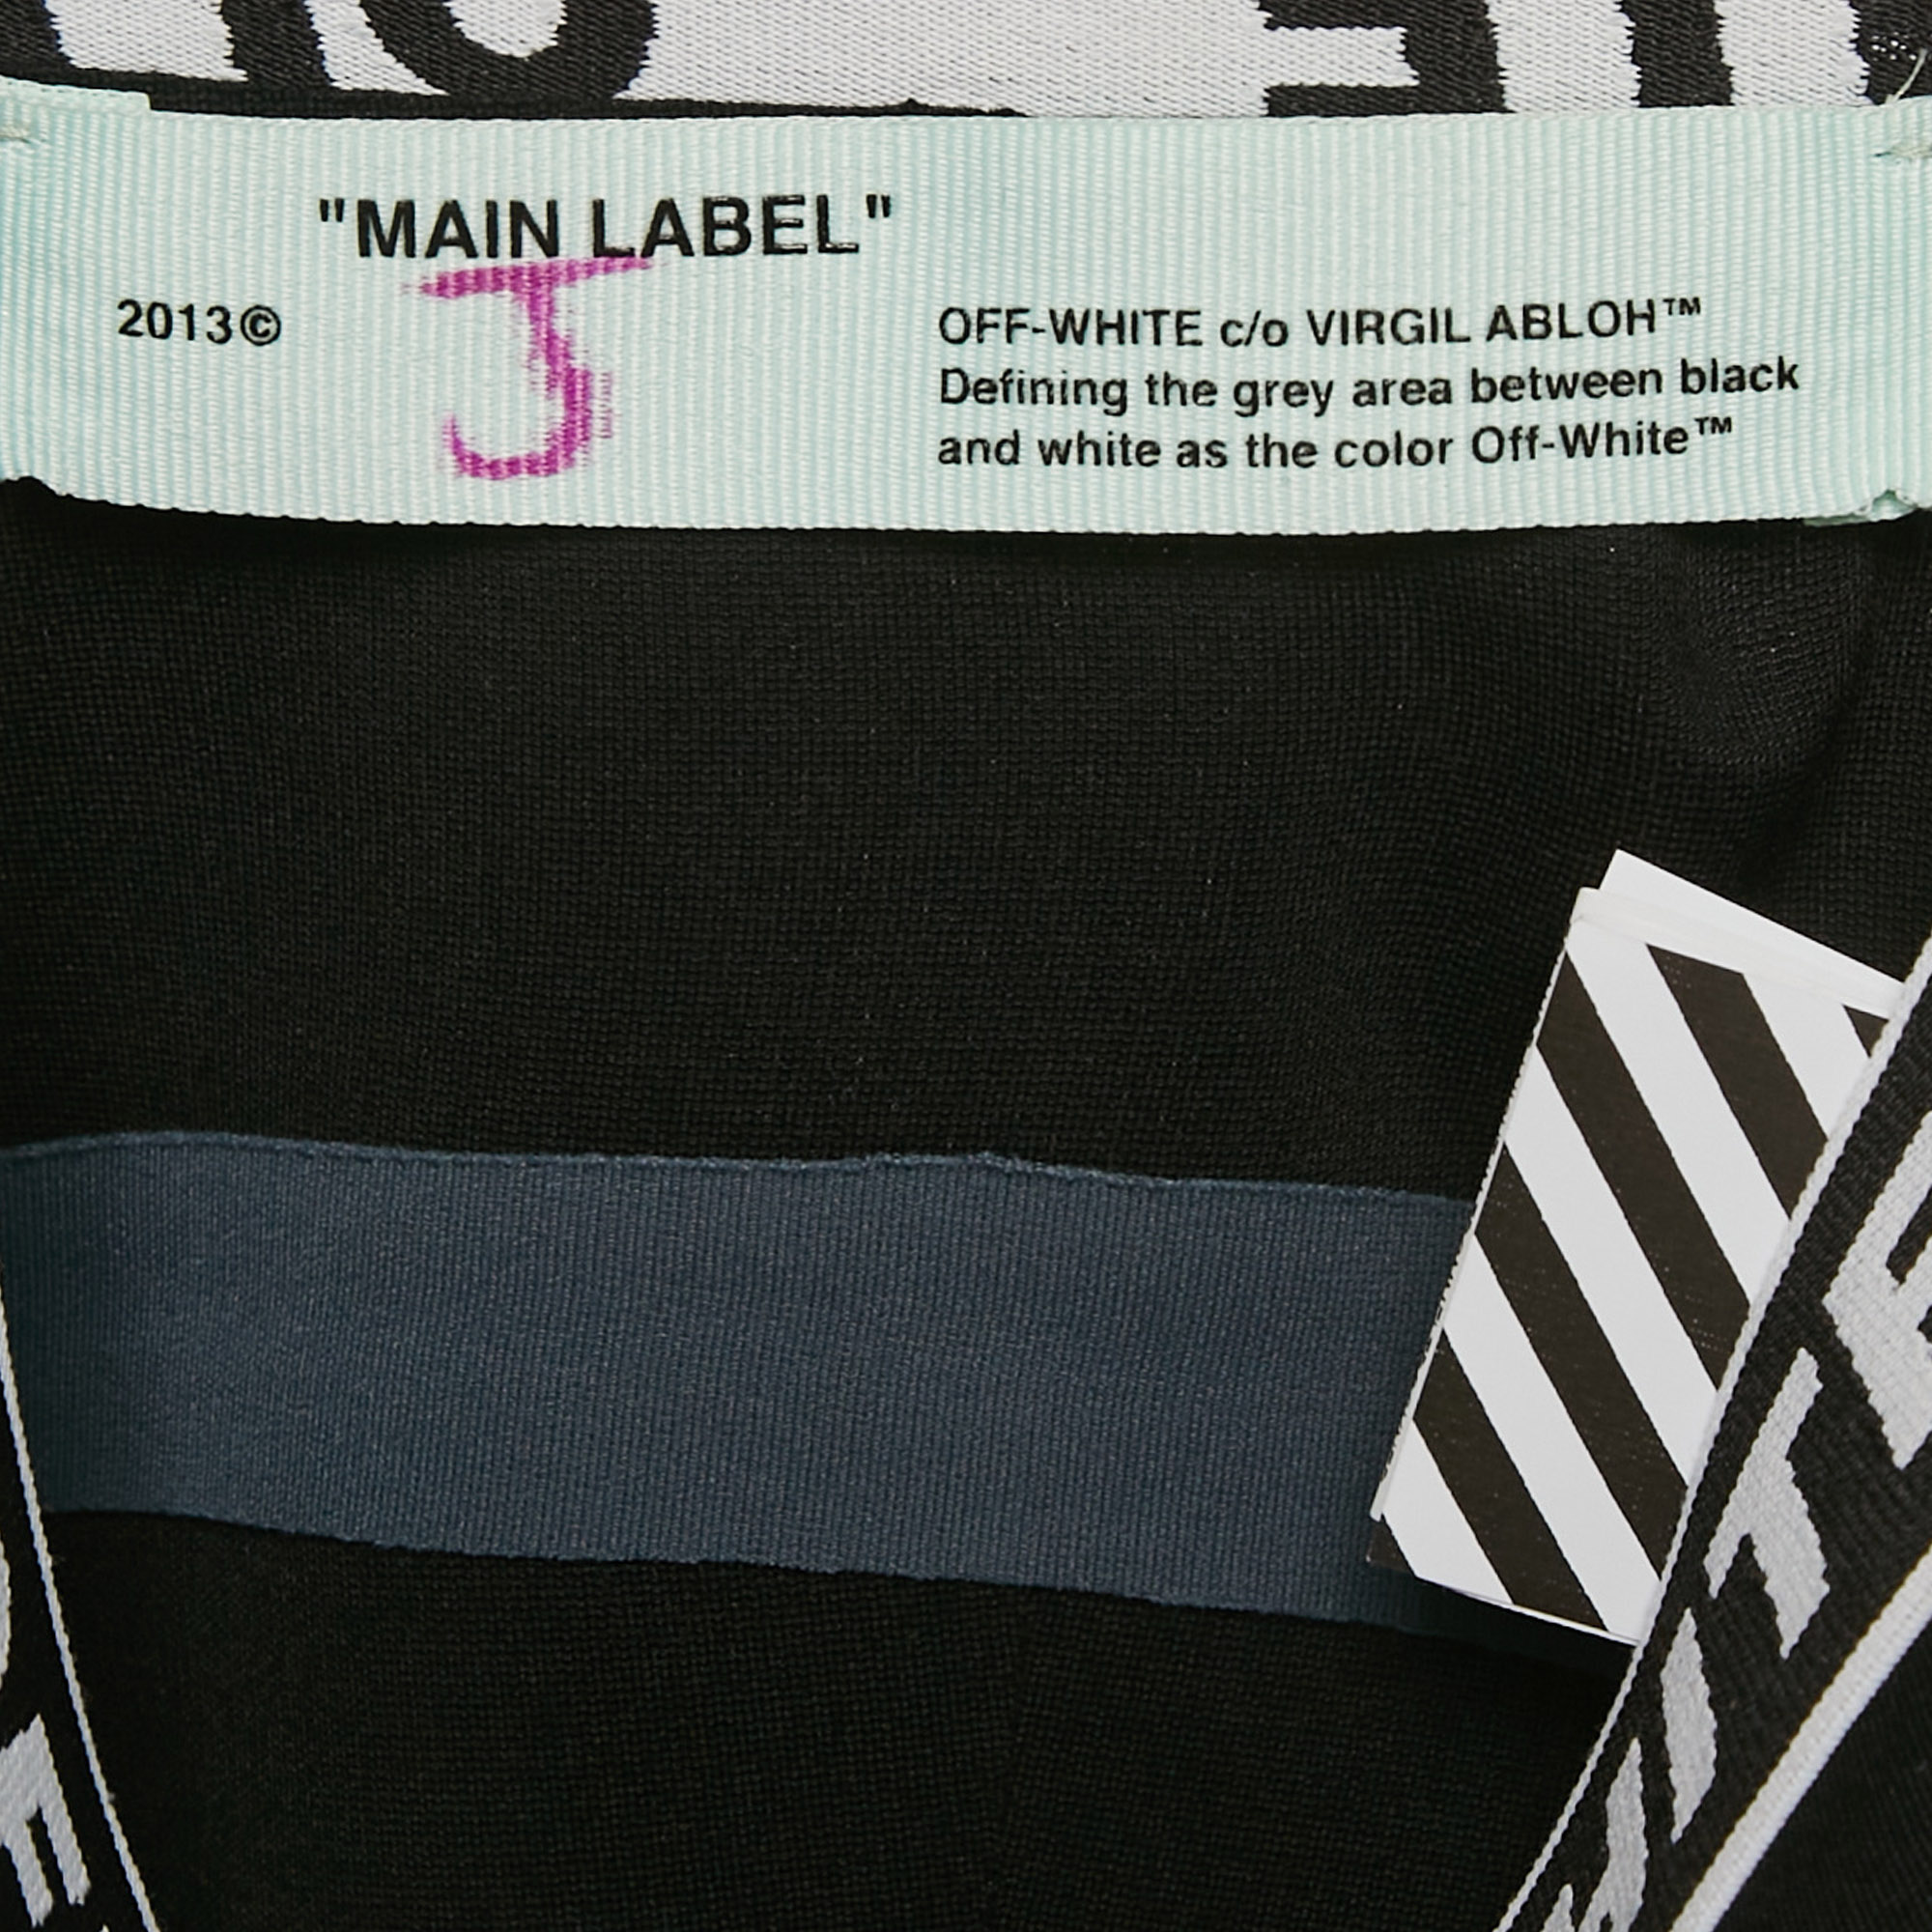 "MAIN LABEL"
2013©
J
OFF-WHITE c/o VIRGIL ABLOH™
Defining the grey area between black
and white as the color Off-White™